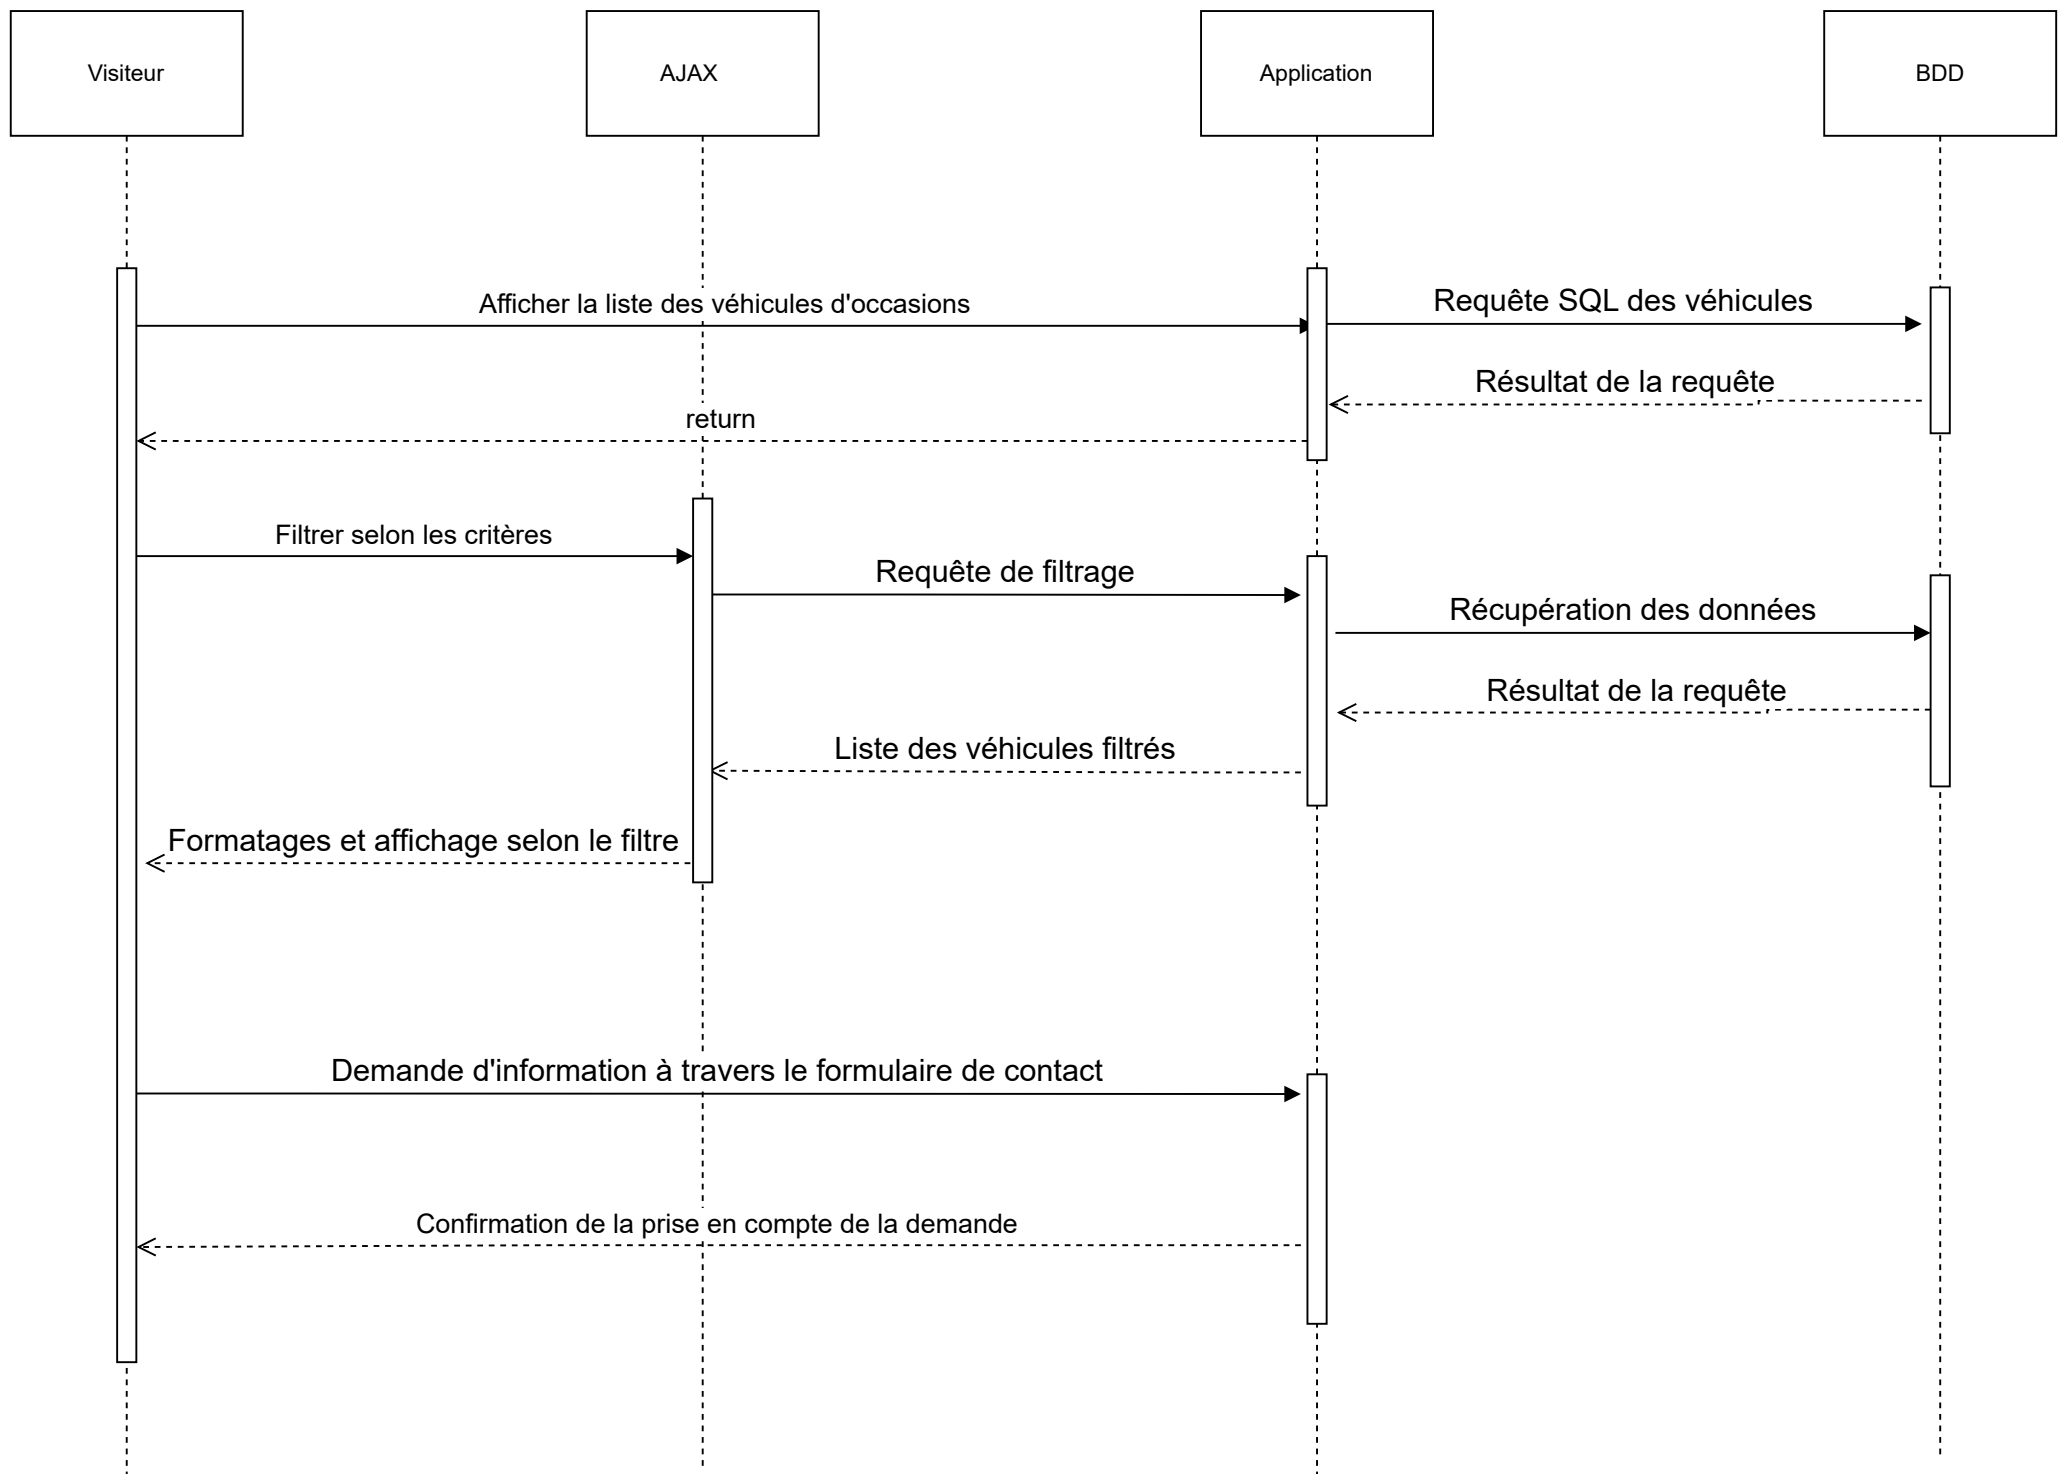 Visiteur
AJAX
Application
BDD
Afficher la liste des véhicules d'occasions
Requête SQL des véhicules
Résultat de la requête
return
Filtrer selon les critères
Requête de filtrage
Récupération des données
Résultat de la requête
Liste des véhicules filtrés
Formatages et affichage selon le filtre
Demande d'information à travers le formulaire de contact
Confirmation de la prise en compte de la demande